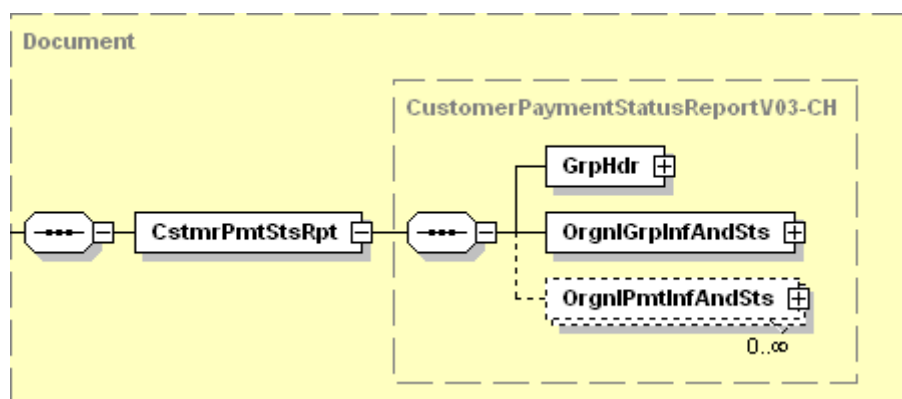 Document
CustomerPaymentStatusReportV03-CH
GrpHdr
CstmrPmtStsRpt
OrgnlGrpInfAndSts
OrgnlPmtInfAndSts
0..∞